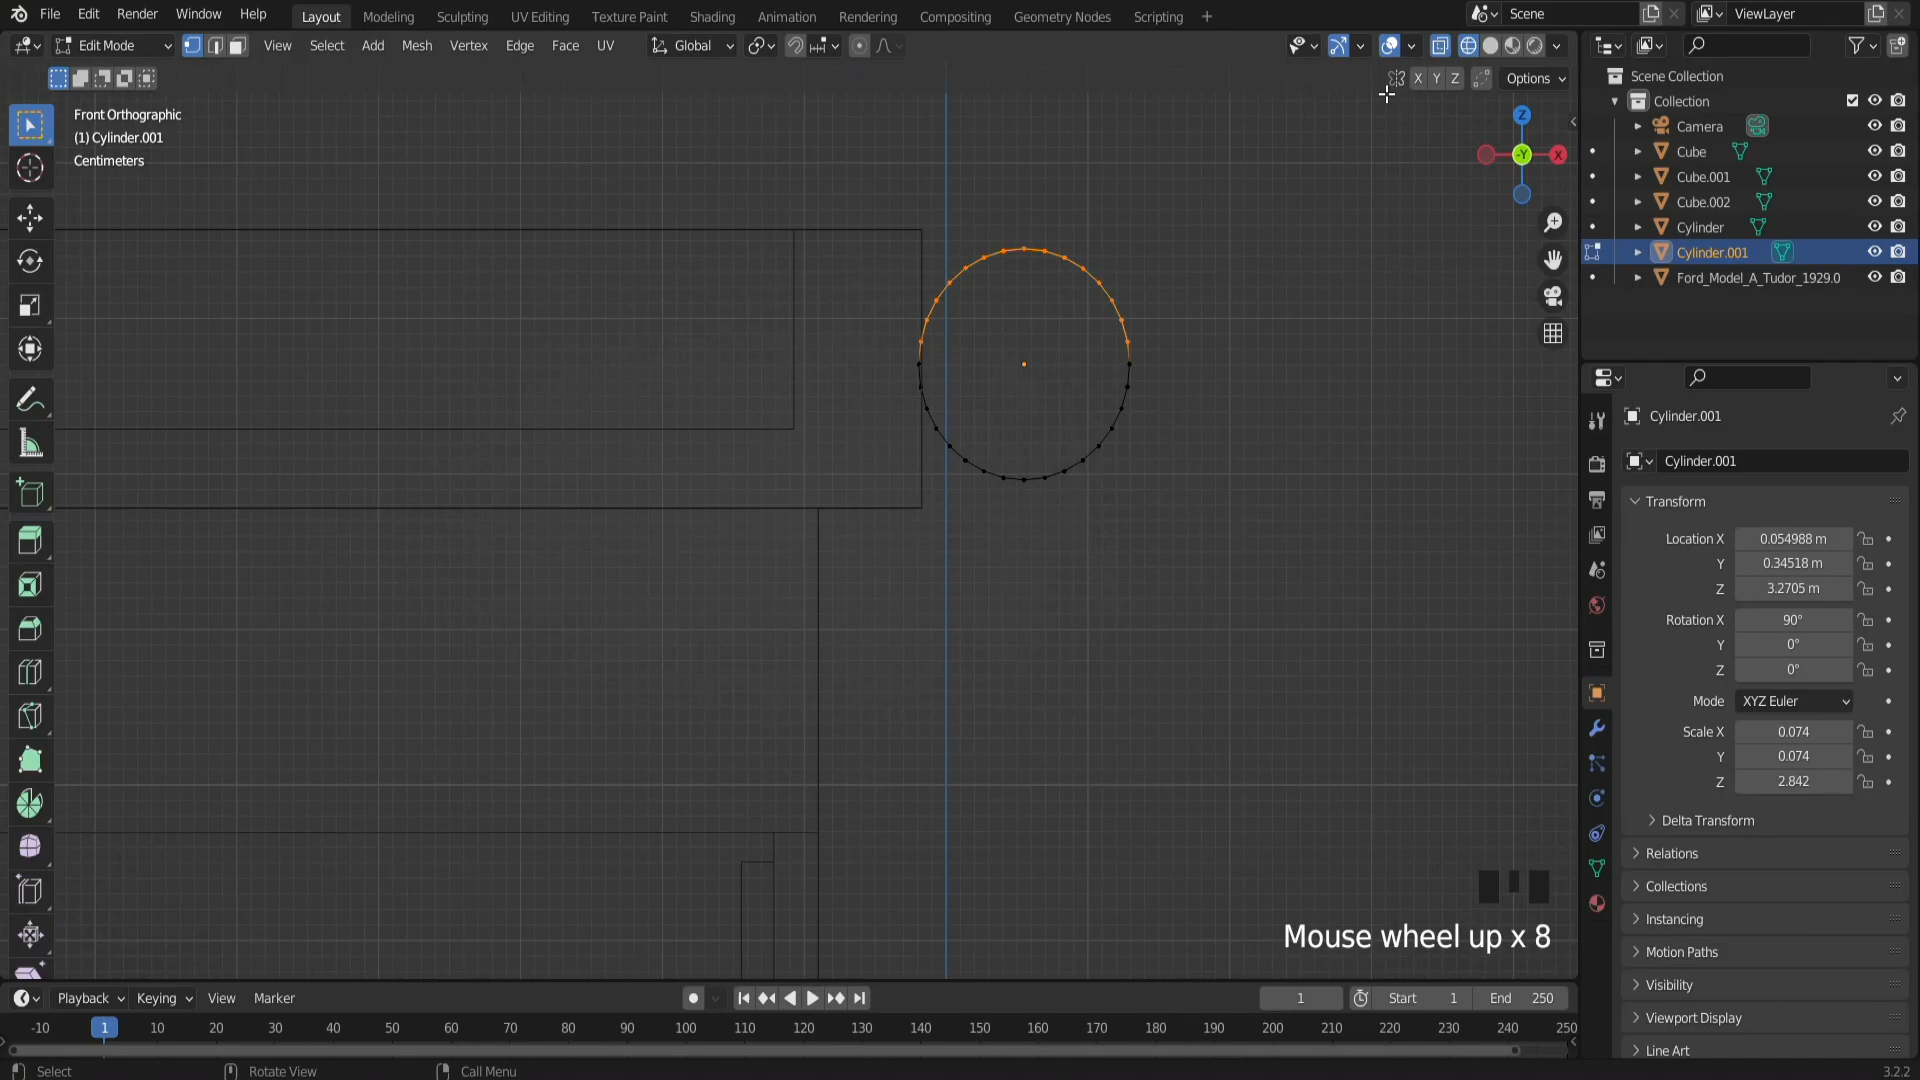 File Edit Render Window Help Layout Modeling Sculpting UV Editing Texture Paint Shading Animation Rendering Compositing Geometry Nodes Scripting + Scene ViewLayer
Edit Mode View Select Add Mesh Vertex Edge Face UV Global
X Y Z Options
Front Orthographic
(1) Cylinder.001
Centimeters
Z
-Y
X
Scene Collection
Collection
Camera
Cube
Cube.001
Cube.002
Cylinder
Cylinder.001
Ford_Model_A_Tudor_1929.0
Cylinder.001
Cylinder.001
Transform
Location X 0.054988 m
Y 0.34518 m
Z 3.2705 m
Rotation X 90°
Y 0°
Z 0°
Mode XYZ Euler
Scale X 0.074
Y 0.074
Z 2.842
Delta Transform
Relations
Collections
Instancing
Motion Paths
Visibility
Viewport Display
Line Art
Mouse wheel up x 8
Playback Keying View Marker 1 Start 1 End 250
-10 1 10 20 30 40 50 60 70 80 90 100 110 120 130 140 150 160 170 180 190 200 210 220 230 240 250
Select Rotate View Call Menu 3.2.2